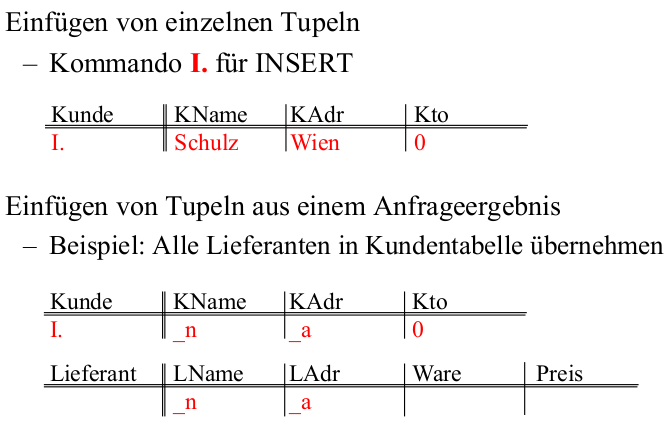 Einfügen von einzelnen Tupeln
– Kommando I. für INSERT
Kunde KName KAdr Kto
I. Schulz Wien 0
Einfügen von Tupeln aus einem Anfrageergebnis
– Beispiel: Alle Lieferanten in Kundentabelle übernehmen
Kunde KName KAdr Kto
I. _n _a 0
Lieferant LName LAdr Ware Preis
_n _a